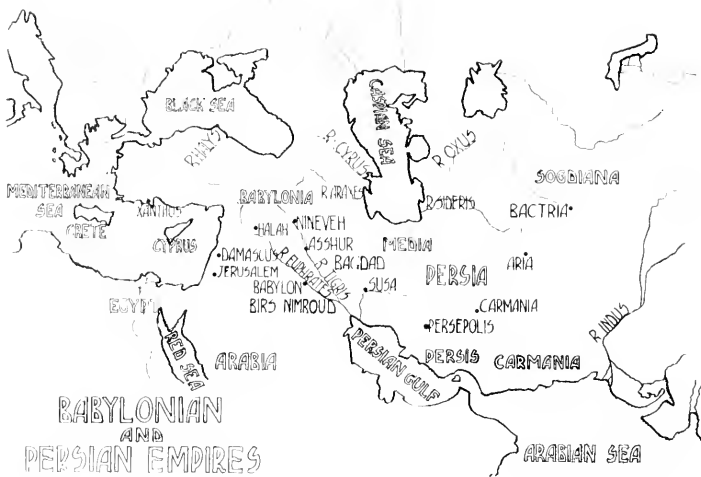 BLACK SEA
CASPIAN SEA
R. HALYS
R. CYRUS
R. OXUS
SOGDIANA
MEDITERRANEAN
SEA
CRETE
XANTHUS
CYPRUS
BABYLONIA
R. ARAXES
R. SIDERIS
BACTRIA
HALAH
NINEVEH
ASSHUR
MEDIA
DAMASCUS
JERUSALEM
R. EUPHRATES
R. TIGRIS
BAGDAD
PERSIA
ARIA
BABYLON
SUSA
EGYPT
BIRS NIMROUD
CARMANIA
PERSEPOLIS
R. INDUS
RED SEA
ARABIA
PERSIAN GULF
PERSIS
CARMANIA
ARABIAN SEA
BABYLONIAN
AND
PERSIAN EMPIRES